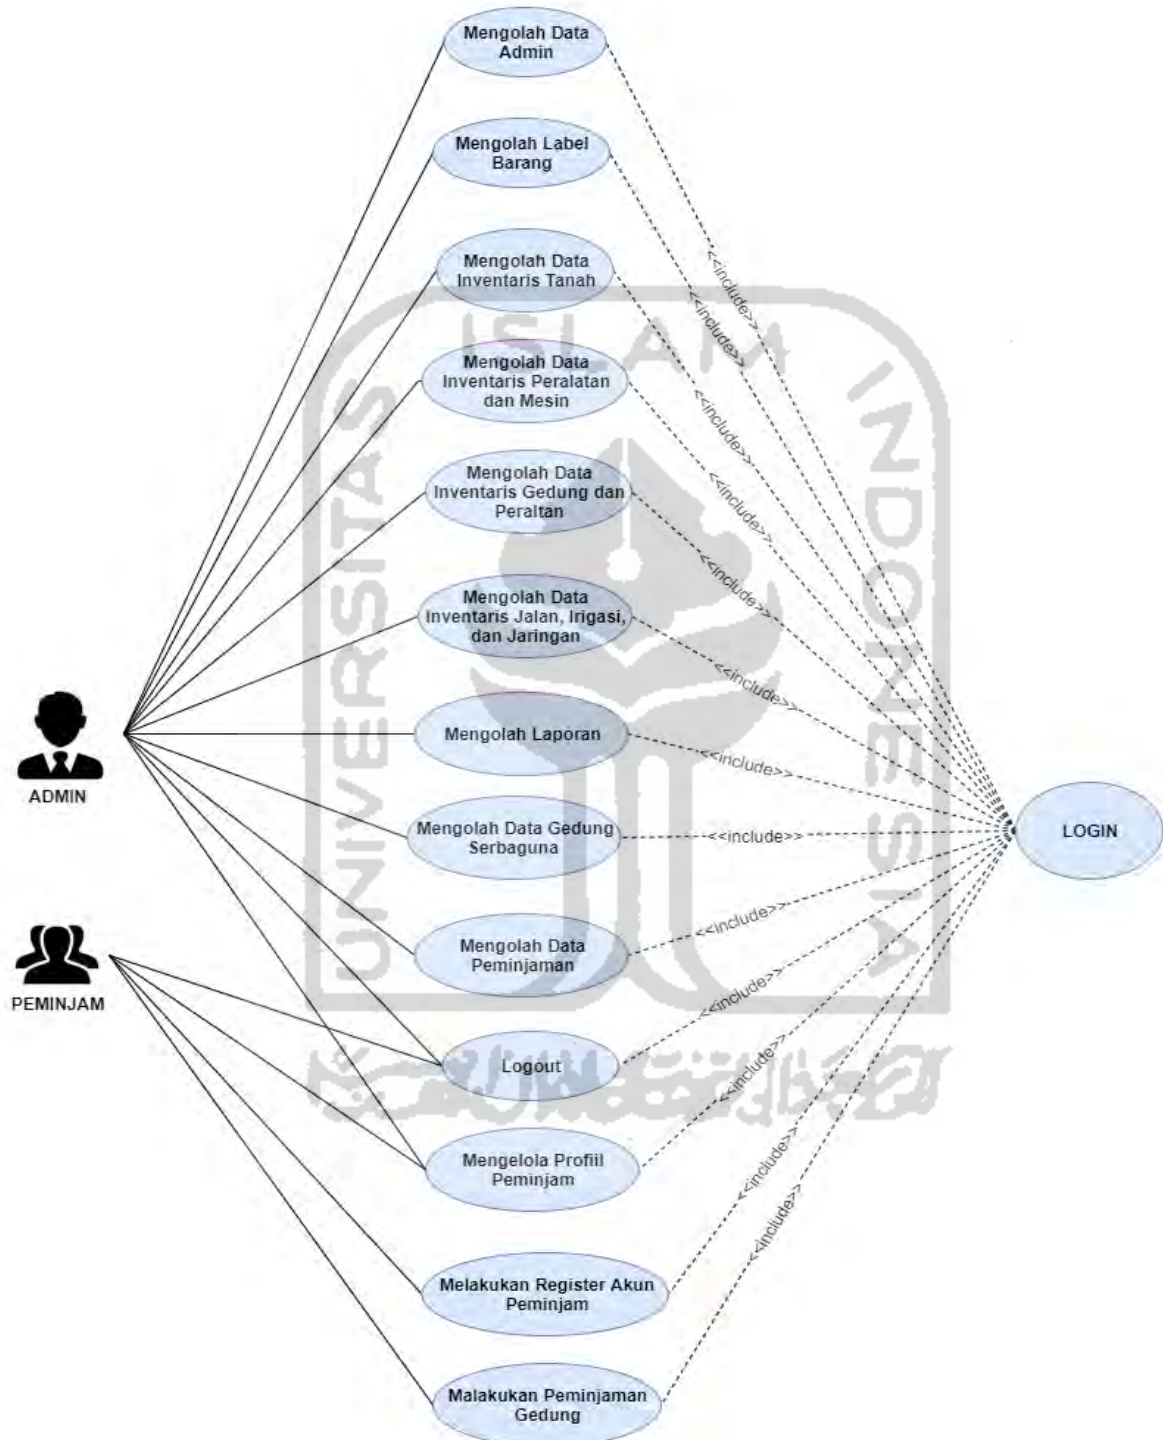 Mengolah Data
Admin
Mengolah Label
Barang
Mengolah Data
Inventaris Tanah
Mengolah Data
Inventaris Peralatan
dan Mesin
Mengolah Data
Inventaris Gedung dan
Peraltan
Mengolah Data
Inventaris Jalan, Irigasi,
dan Jaringan
Mengolah Laporan
Mengolah Data Gedung
Serbaguna
Mengolah Data
Peminjaman
Logout
Mengelola Profiil
Peminjam
Melakukan Register Akun
Peminjam
Malakukan Peminjaman
Gedung
ADMIN
PEMINJAM
<<include>>
<<include>>
<<include>>
<<include>>
<<include>>
<<include>>
<<include>>
<<include>>
<<include>>
<<include>>
<<include>>
<<include>>
<<include>>
LOGIN
UNIVERSITAS
ISLAM
INDONESIA